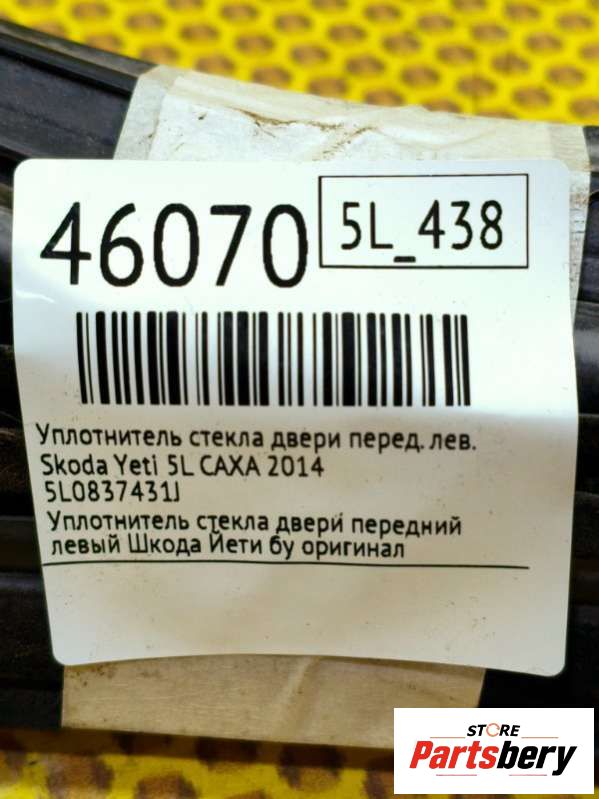 46070
5L_438
Уплотнитель стекла двери перед. лев.
Skoda Yeti 5L CAXA 2014
5L0837431J
Уплотнитель стекла двери передний
левый Шкода Йети бу оригинал
STORE
Partsbery